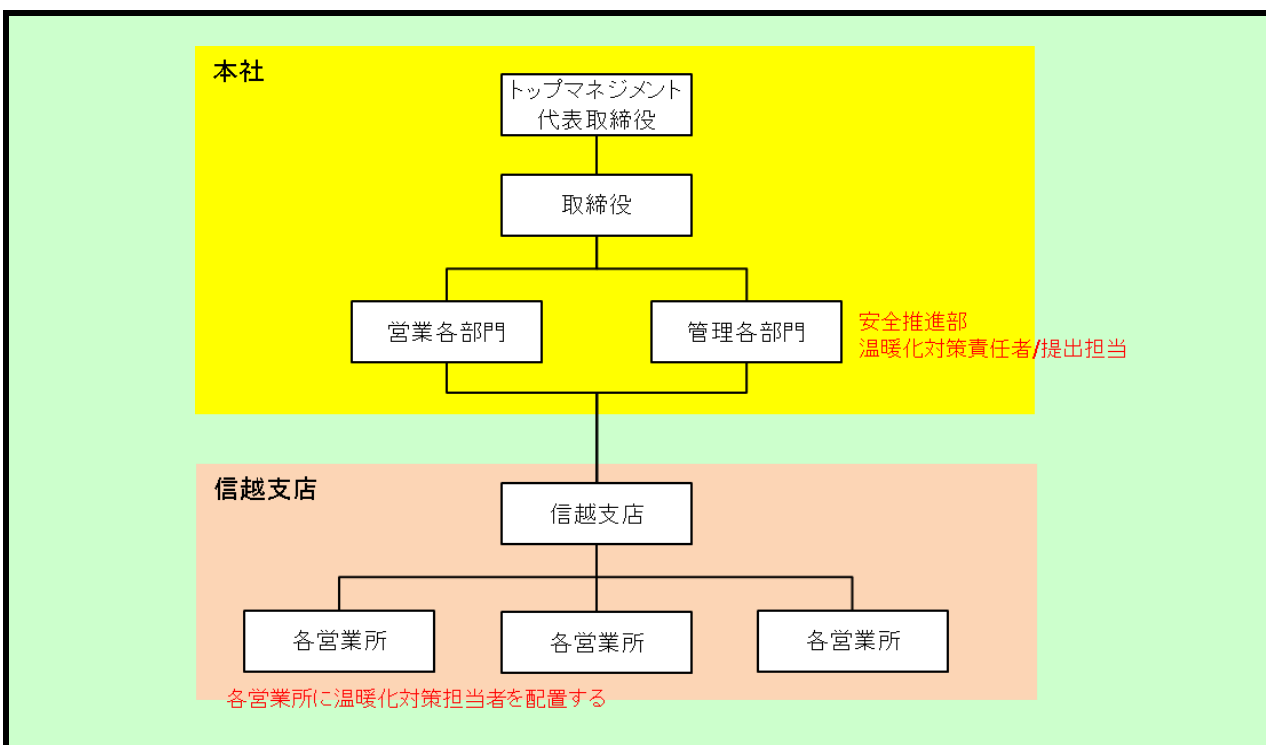 本社
トップマネジメント
代表取締役
取締役
営業各部門
管理各部門
安全推進部
温暖化対策責任者/提出担当
信越支店
信越支店
各営業所
各営業所
各営業所
各営業所に温暖化対策担当者を配置する